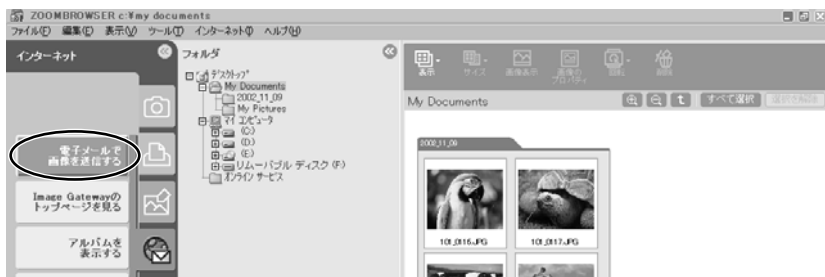 ZOOMBROWSER c:¥my documents
ファイル(F) 編集(E) 表示(V) ツール(T) インターネット(I) ヘルプ(H)
インターネット
電子メールで
画像を送信する
Image Gatewayの
トップページを見る
アルバムを
表示する
フォルダ
デスクトップ
My Documents
2002_11_09
My Pictures
マイ コンピュータ
(C:)
(D:)
(E:)
リムーバブル ディスク (F:)
オンライン サービス
表示
サイズ
画像表示
画像の
プロパティ
回転
削除
My Documents
すべて選択
選択を解除
2002_11_09
101_0116.JPG
101_0117.JPG